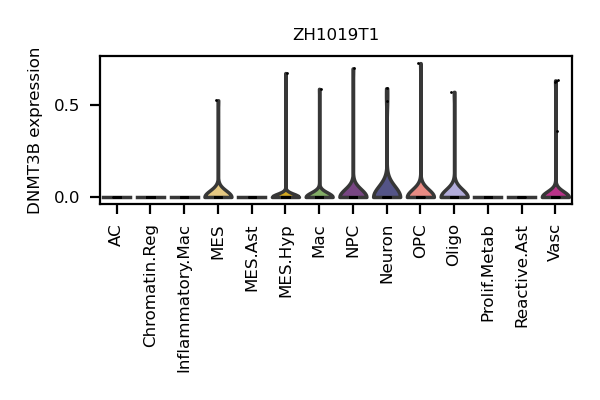 ZH1019T1
DNMT3B expression
0.5
0.0
AC
Chromatin.Reg
Inflammatory.Mac
MES
MES.Ast
MES.Hyp
Mac
NPC
Neuron
OPC
Oligo
Prolif.Metab
Reactive.Ast
Vasc